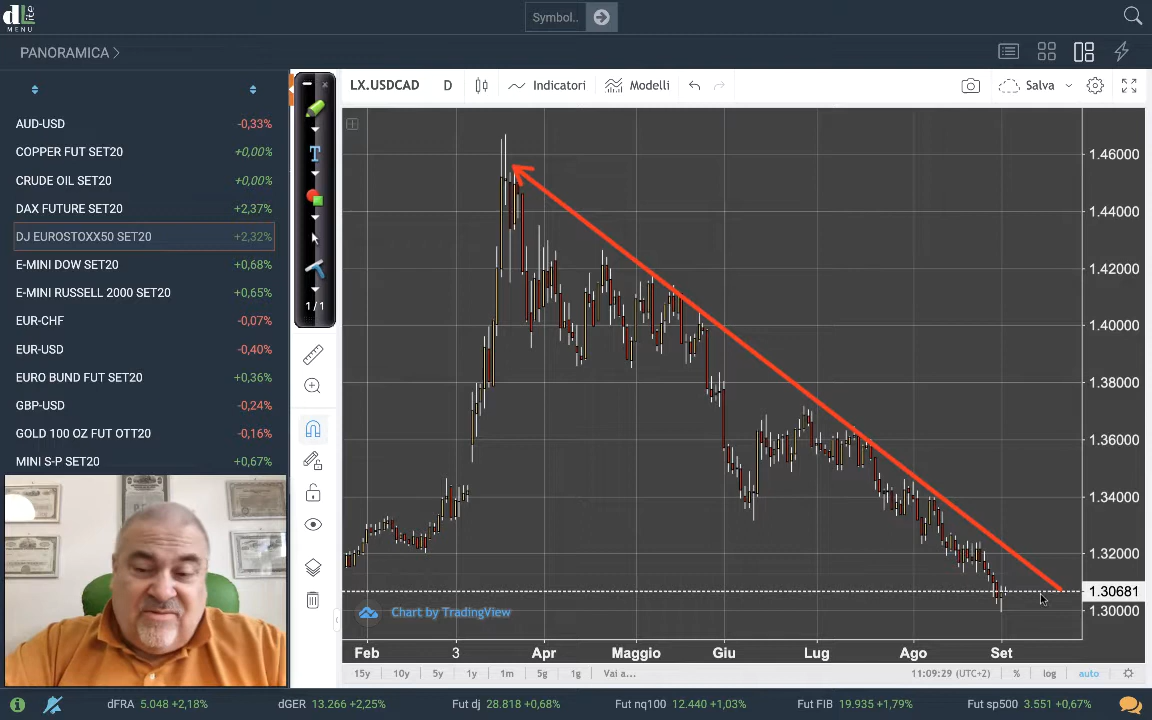 dLite
MENU
Symbol..
PANORAMICA
AUD-USD -0,33%
COPPER FUT SET20 +0,00%
CRUDE OIL SET20 +0,00%
DAX FUTURE SET20 +2,37%
DJ EUROSTOXX50 SET20 +2,32%
E-MINI DOW SET20 +0,68%
E-MINI RUSSELL 2000 SET20 +0,65%
EUR-CHF -0,07%
EUR-USD -0,40%
EURO BUND FUT SET20 +0,36%
GBP-USD -0,24%
GOLD 100 OZ FUT OTT20 -0,16%
MINI S-P SET20 +0,67%
T
1/1
LX.USDCAD D Indicatori Modelli Salva
1.46000
1.44000
1.42000
1.40000
1.38000
1.36000
1.34000
1.32000
1.30681
1.30000
Chart by TradingView
Feb 3 Apr Maggio Giu Lug Ago Set
15y 10y 5y 1y 1m 5g 1g Vai a... 11:09:29 (UTC+2) % log auto
dFRA 5.048 +2,18% dGER 13.266 +2,25% Fut dj 28.818 +0,68% Fut nq100 12.440 +1,03% Fut FIB 19.935 +1,79% Fut sp500 3.551 +0,67%